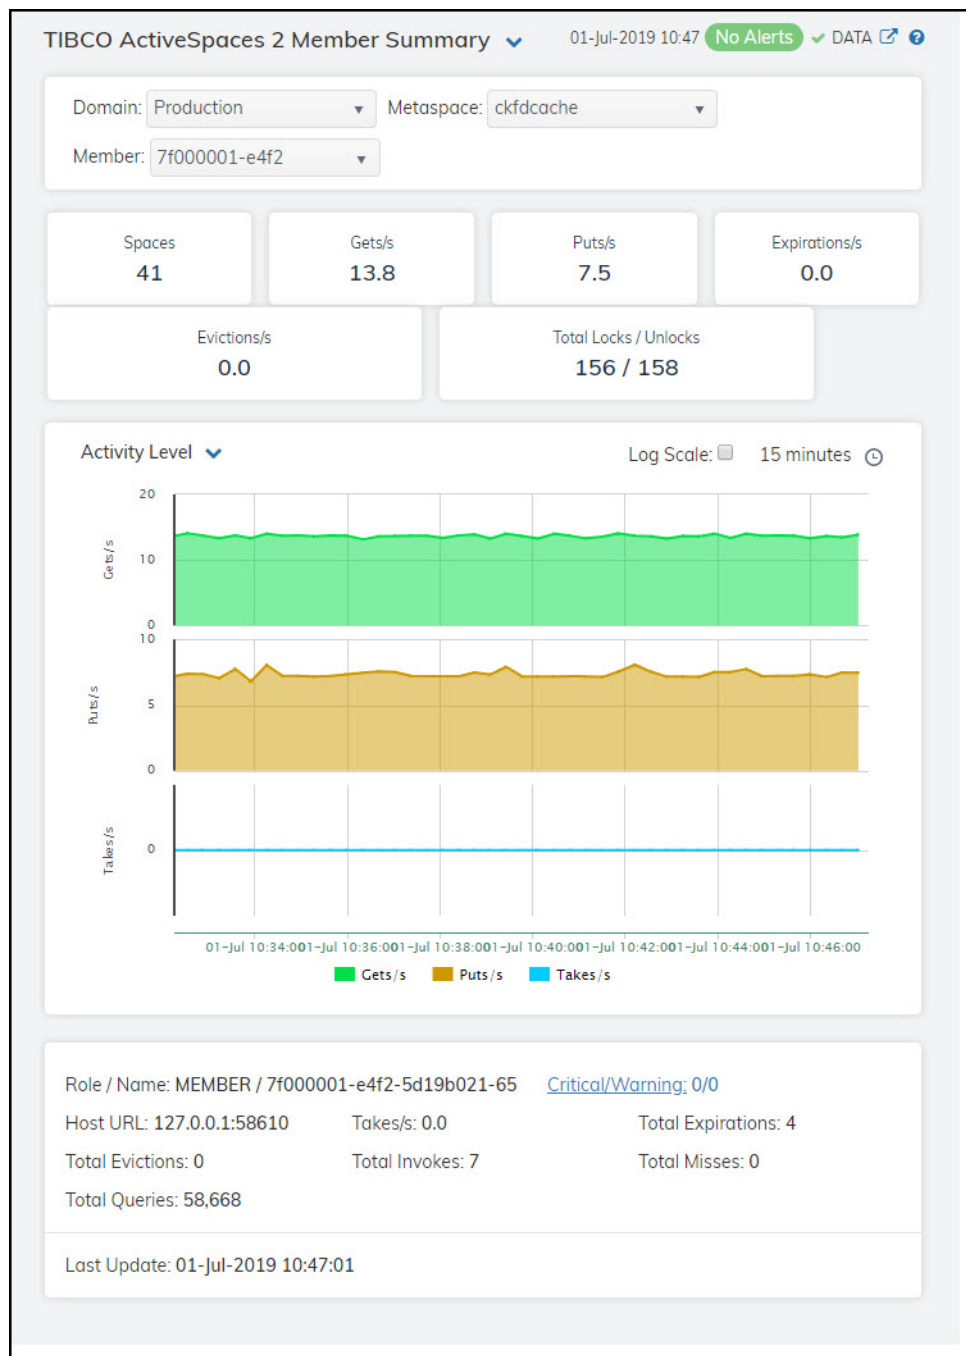 TIBCO ActiveSpaces 2 Member Summary 01-Jul-2019 10:47 No Alerts DATA ?
Domain: Production Metaspace: ckfdcache
Member: 7f000001-e4f2
Spaces Gets/s Puts/s Expirations/s
41 13.8 7.5 0.0
Evictions/s Total Locks / Unlocks
0.0 156 / 158
Activity Level Log Scale: 15 minutes
20
10
0
Gets/s
10
5
0
Puts/s
0
Takes/s
01-Jul 10:34:00 01-Jul 10:36:00 01-Jul 10:38:00 01-Jul 10:40:00 01-Jul 10:42:00 01-Jul 10:44:00 01-Jul 10:46:00
Gets/s Puts/s Takes/s
Role / Name: MEMBER / 7f000001-e4f2-5d19b021-65 Critical/Warning: 0/0
Host URL: 127.0.0.1:58610 Takes/s: 0.0 Total Expirations: 4
Total Evictions: 0 Total Invokes: 7 Total Misses: 0
Total Queries: 58,668
Last Update: 01-Jul-2019 10:47:01